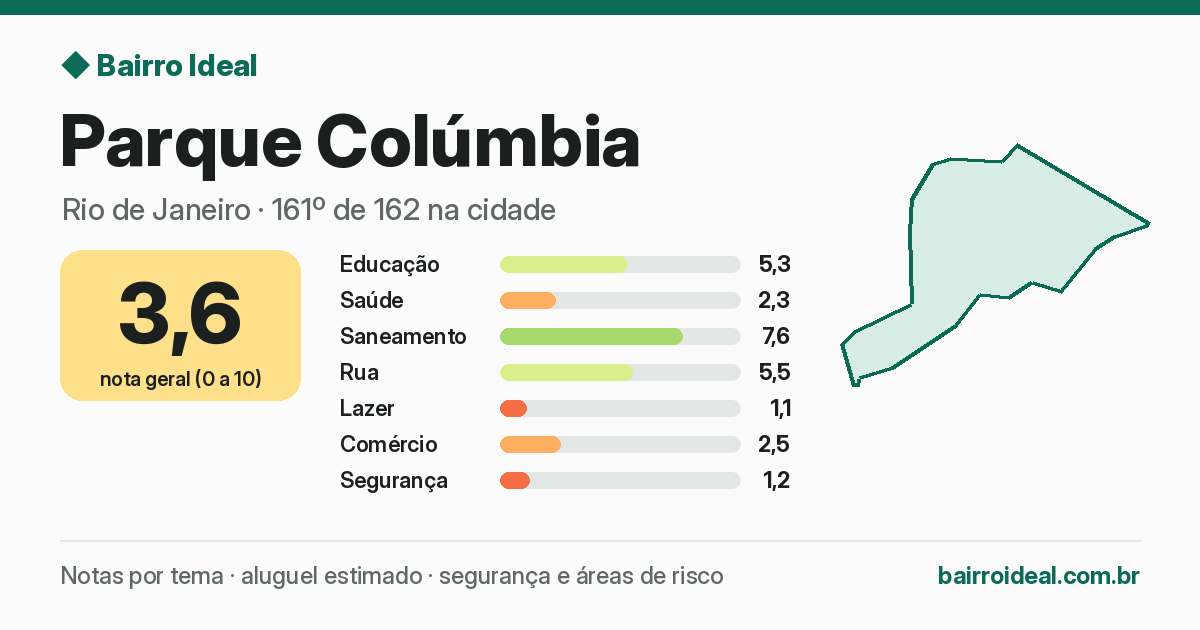 Bairro Ideal
Parque Colúmbia
Rio de Janeiro · 161º de 162 na cidade
3,6
nota geral (0 a 10)
Educação 5,3
Saúde 2,3
Saneamento 7,6
Rua 5,5
Lazer 1,1
Comércio 2,5
Segurança 1,2
Notas por tema · aluguel estimado · segurança e áreas de risco
bairroideal.com.br